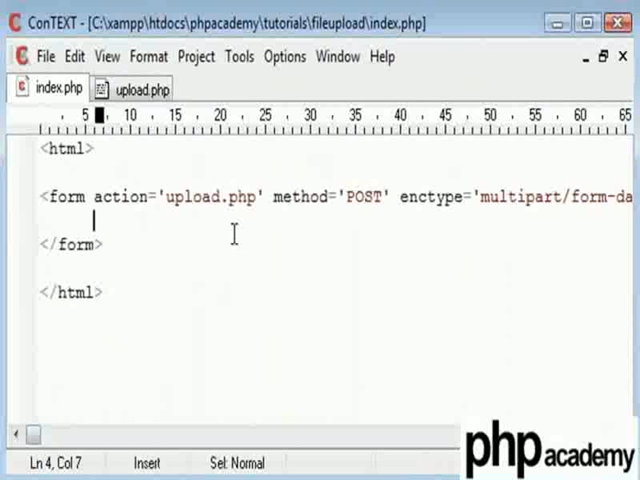 ConTEXT - [C:\xampp\htdocs\phpacademy\tutorials\fileupload\index.php]
File Edit View Format Project Tools Options Window Help
index.php upload.php
5 10 15 20 25 30 35 40 45 50 55 60 65
<html>
<form action='upload.php' method='POST' enctype='multipart/form-da
</form>
</html>
Ln 4, Col 7 Insert Sel: Normal
php academy